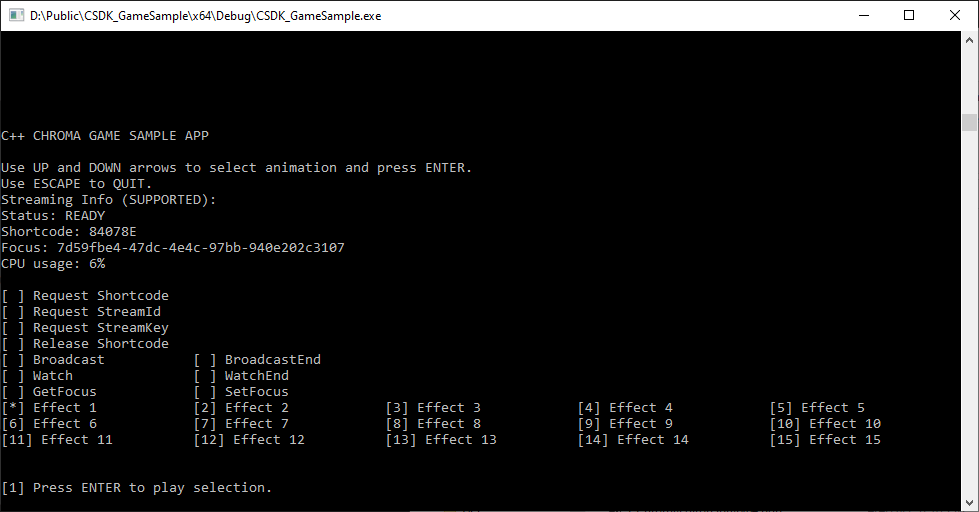 D:\Public\CSDK_GameSample\x64\Debug\CSDK_GameSample.exe
C++ CHROMA GAME SAMPLE APP
Use UP and DOWN arrows to select animation and press ENTER.
Use ESCAPE to QUIT.
Streaming Info (SUPPORTED):
Status: READY
Shortcode: 84078E
Focus: 7d59fbe4-47dc-4e4c-97bb-940e202c3107
CPU usage: 6%
[ ] Request Shortcode
[ ] Request StreamId
[ ] Request StreamKey
[ ] Release Shortcode
[ ] Broadcast [ ] BroadcastEnd
[ ] Watch [ ] WatchEnd
[ ] GetFocus [ ] SetFocus
[*] Effect 1 [2] Effect 2 [3] Effect 3 [4] Effect 4 [5] Effect 5
[6] Effect 6 [7] Effect 7 [8] Effect 8 [9] Effect 9 [10] Effect 10
[11] Effect 11 [12] Effect 12 [13] Effect 13 [14] Effect 14 [15] Effect 15
[1] Press ENTER to play selection.